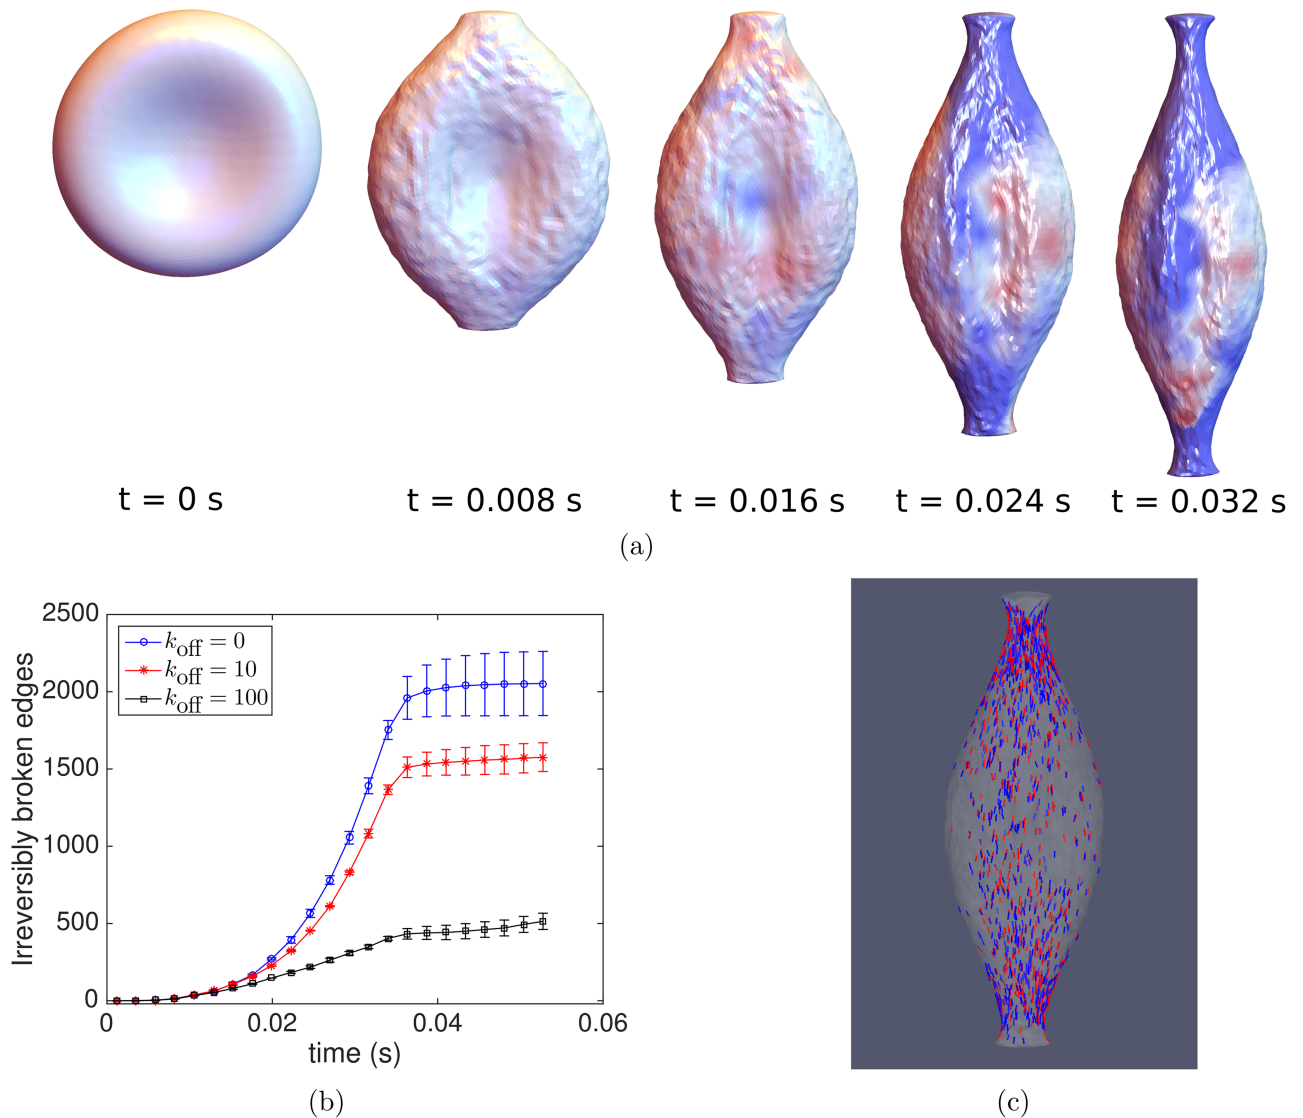 t = 0 s
t = 0.008 s
t = 0.016 s
t = 0.024 s
t = 0.032 s
(a)
2500
2000
1500
1000
500
0
Irreversibly broken edges
k_off = 0
k_off = 10
k_off = 100
0
0.02
0.04
0.06
time (s)
(b)
(c)